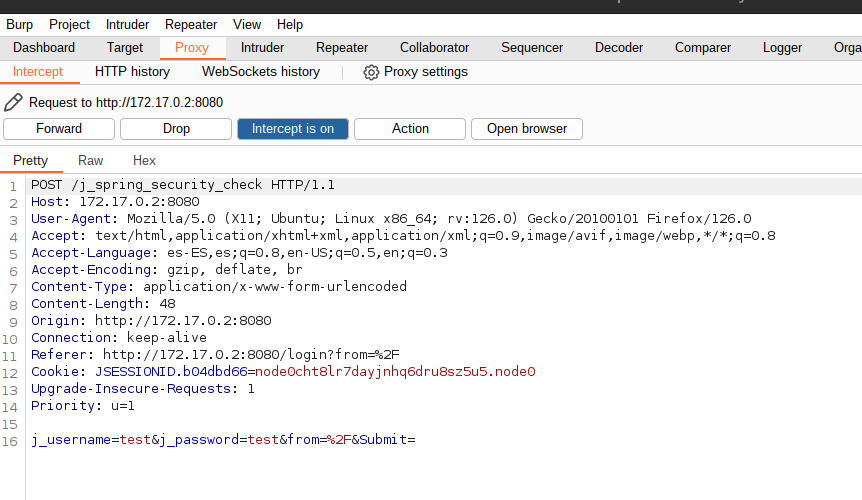 Burp Project Intruder Repeater View Help
Dashboard Target Proxy Intruder Repeater Collaborator Sequencer Decoder Comparer Logger Orga
Intercept HTTP history WebSockets history Proxy settings
Request to http://172.17.0.2:8080
Forward Drop Intercept is on Action Open browser
Pretty Raw Hex
1 POST /j_spring_security_check HTTP/1.1
2 Host: 172.17.0.2:8080
3 User-Agent: Mozilla/5.0 (X11; Ubuntu; Linux x86_64; rv:126.0) Gecko/20100101 Firefox/126.0
4 Accept: text/html,application/xhtml+xml,application/xml;q=0.9,image/avif,image/webp,*/*;q=0.8
5 Accept-Language: es-ES,es;q=0.8,en-US;q=0.5,en;q=0.3
6 Accept-Encoding: gzip, deflate, br
7 Content-Type: application/x-www-form-urlencoded
8 Content-Length: 48
9 Origin: http://172.17.0.2:8080
10 Connection: keep-alive
11 Referer: http://172.17.0.2:8080/login?from=%2F
12 Cookie: JSESSIONID.b04dbd66=node0cht8lr7dayjnhq6dru8sz5u5.node0
13 Upgrade-Insecure-Requests: 1
14 Priority: u=1
15
16 j_username=test&j_password=test&from=%2F&Submit=